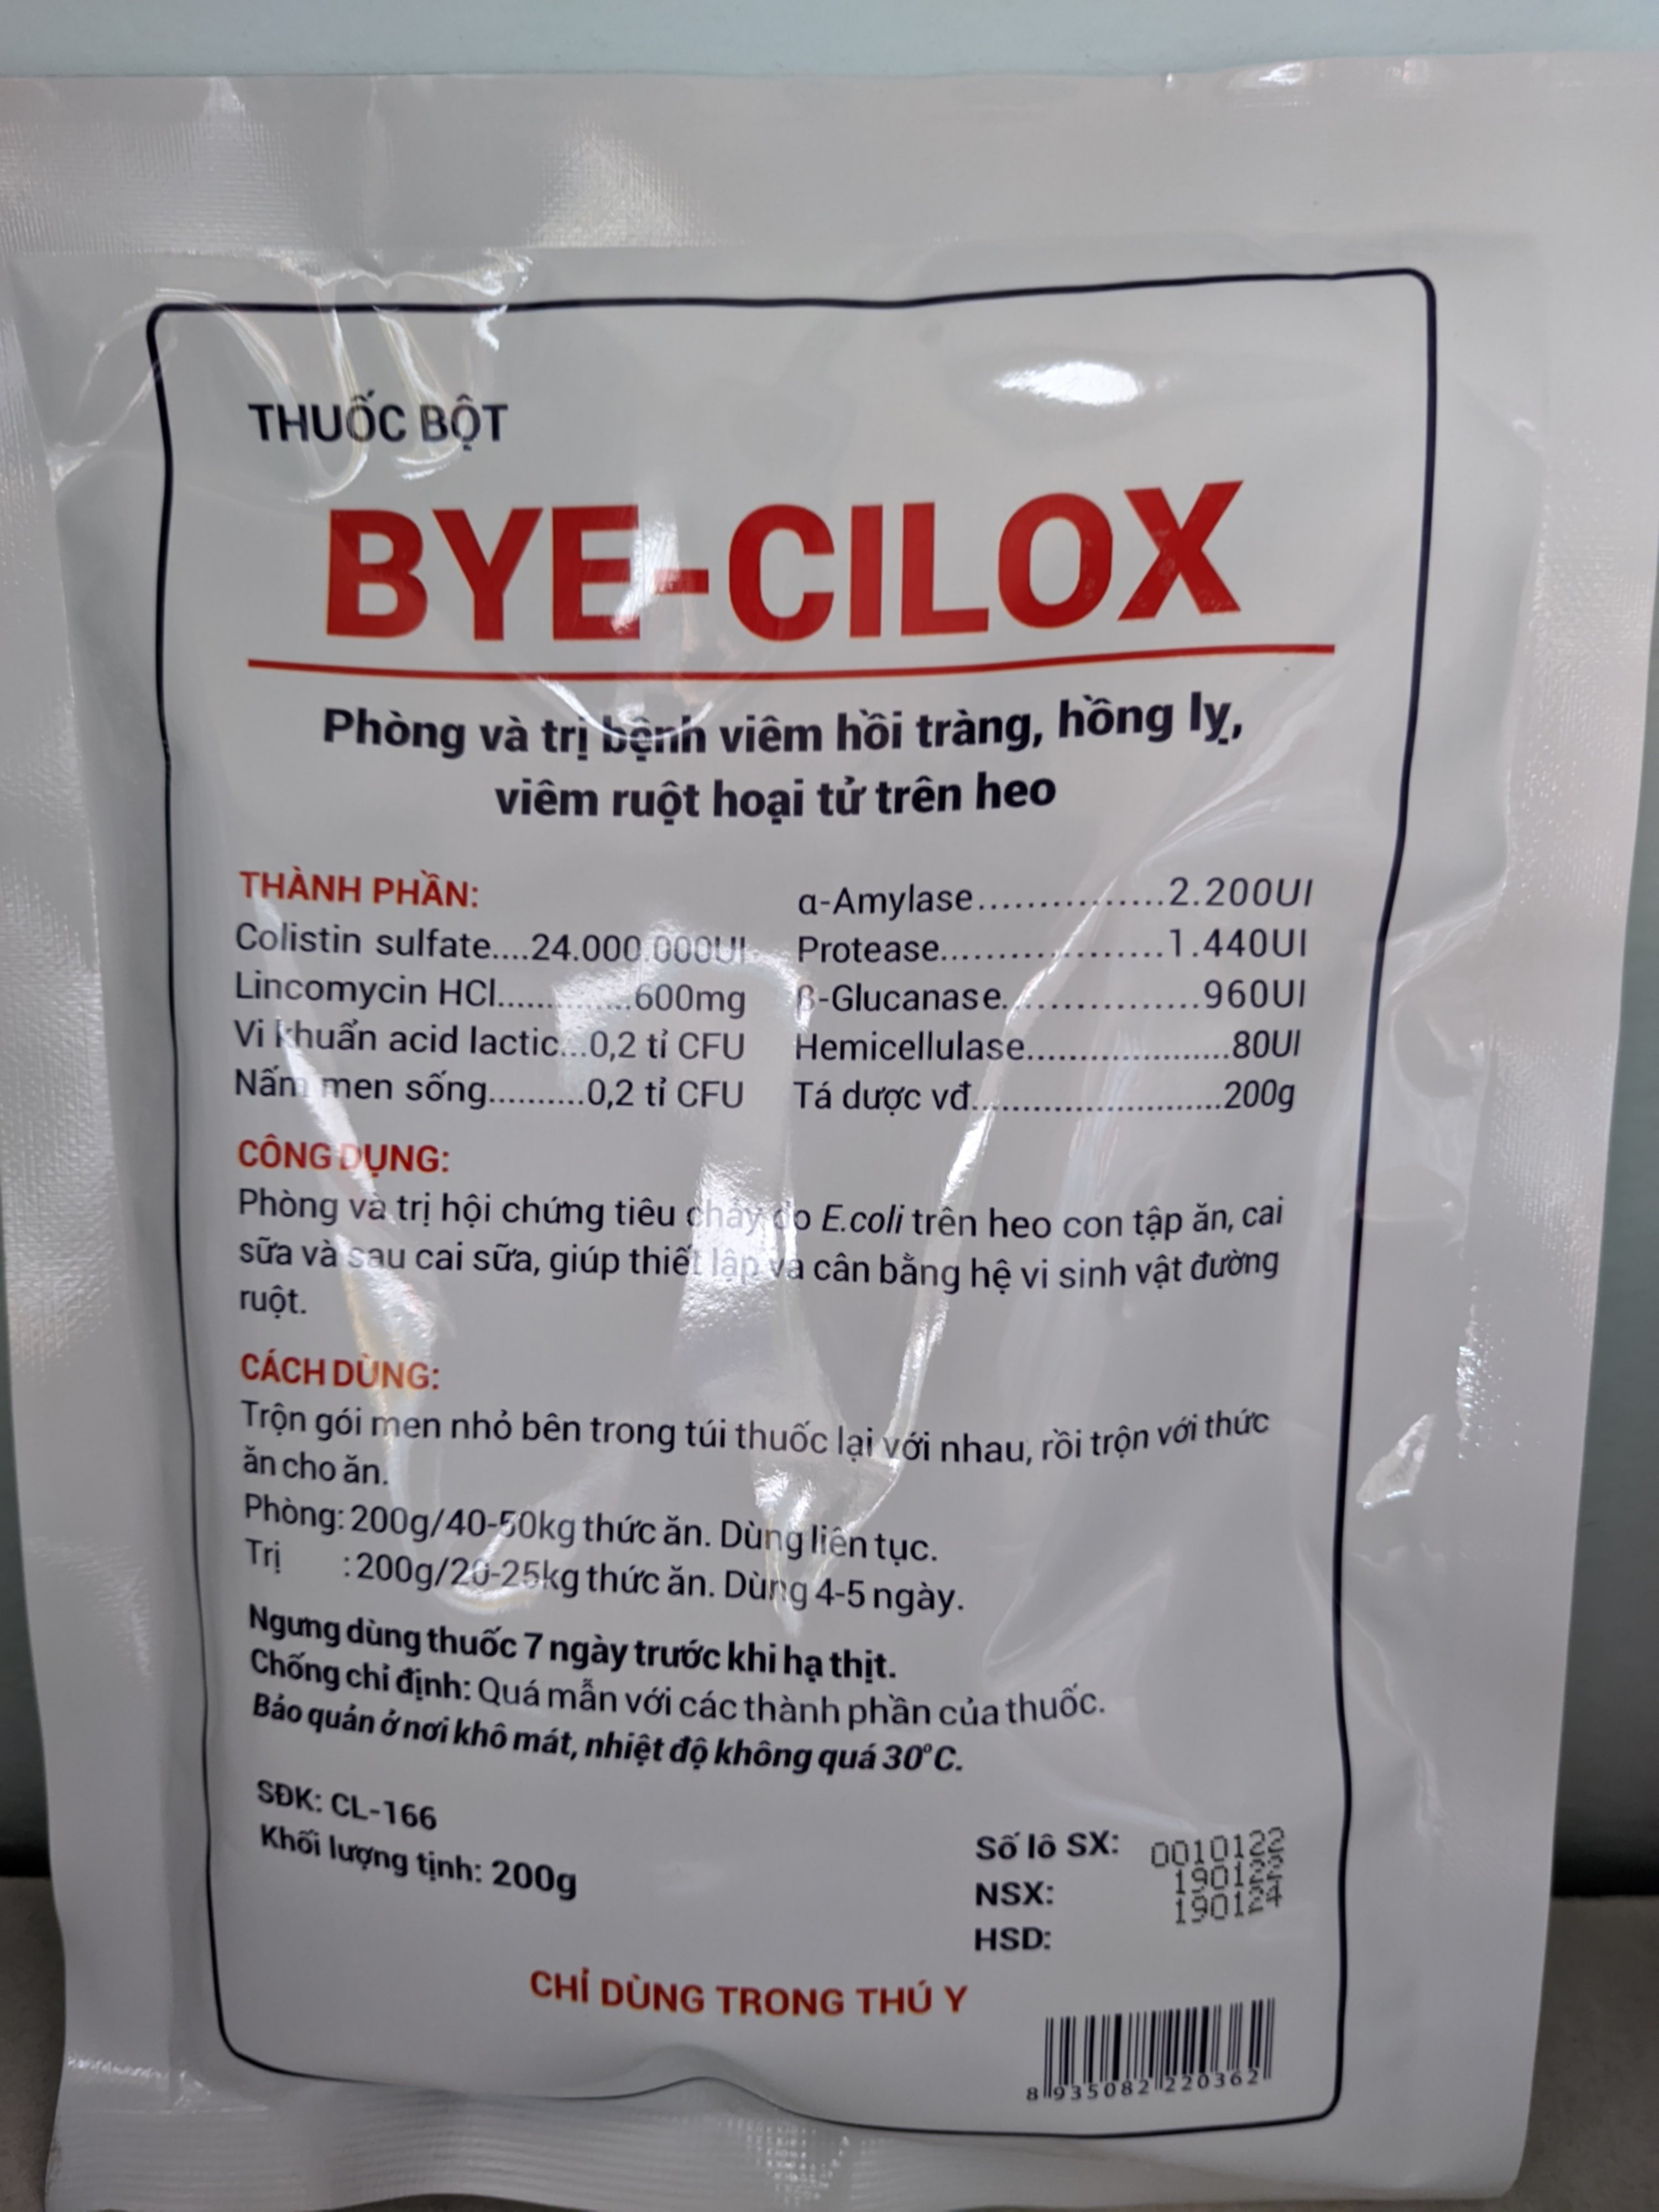 THUỐC BỘT
BYE-CILOX
Phòng và trị bệnh viêm hồi tràng, hồng lỵ,
viêm ruột hoại tử trên heo
THÀNH PHẦN:
Colistin sulfate....24.000.000UI
Lincomycin HCl..............600mg
Vi khuẩn acid lactic...0,2 tỉ CFU
Nấm men sống..........0,2 tỉ CFU
α-Amylase................2.200UI
Protease.....................1.440UI
β-Glucanase...................960UI
Hemicellulase.....................80UI
Tá dược vđ.........................200g
CÔNG DỤNG:
Phòng và trị hội chứng tiêu chảy do E.coli trên heo con tập ăn, cai
sữa và sau cai sữa, giúp thiết lập và cân bằng hệ vi sinh vật đường
ruột.
CÁCH DÙNG:
Trộn gói men nhỏ bên trong túi thuốc lại với nhau, rồi trộn với thức
ăn cho ăn.
Phòng: 200g/40-50kg thức ăn. Dùng liên tục.
Trị : 200g/20-25kg thức ăn. Dùng 4-5 ngày.
Ngưng dùng thuốc 7 ngày trước khi hạ thịt.
Chống chỉ định: Quá mẫn với các thành phần của thuốc.
Bảo quản ở nơi khô mát, nhiệt độ không quá 30°C.
SĐK: CL-166
Khối lượng tịnh: 200g
Số lô SX: 0010122
NSX: 190122
HSD: 190124
CHỈ DÙNG TRONG THÚ Y
8 935082 220362